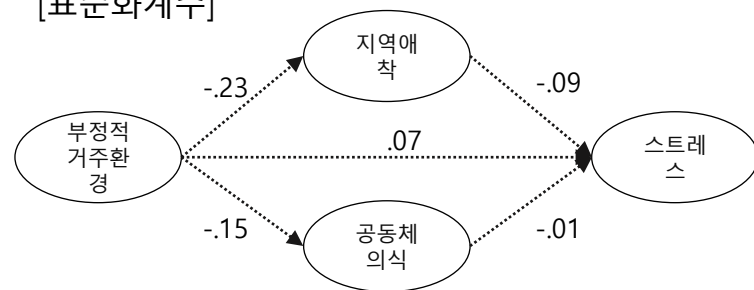 [표준화계수]
지역애
착
-.23
-.09
부정적
거주환
경
.07
스트레
스
-.15
공동체
의식
-.01